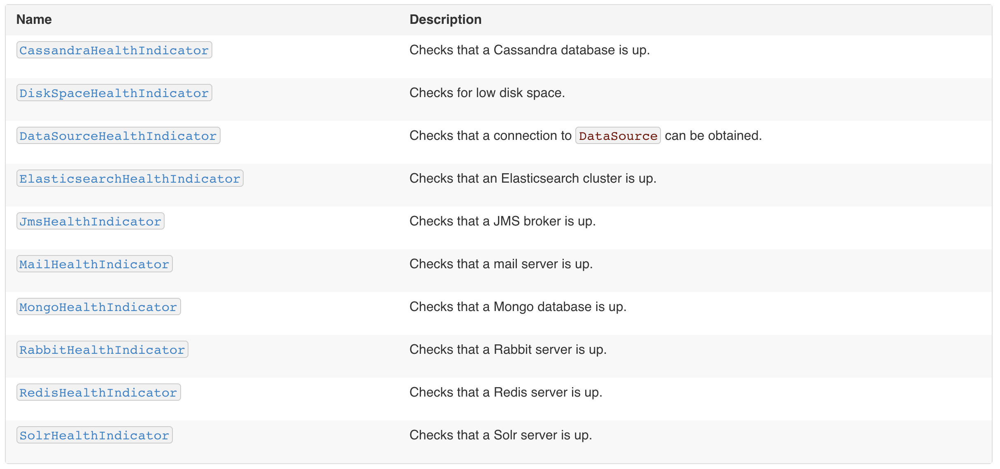 Name Description
CassandraHealthIndicator Checks that a Cassandra database is up.
DiskSpaceHealthIndicator Checks for low disk space.
DataSourceHealthIndicator Checks that a connection to DataSource can be obtained.
ElasticsearchHealthIndicator Checks that an Elasticsearch cluster is up.
JmsHealthIndicator Checks that a JMS broker is up.
MailHealthIndicator Checks that a mail server is up.
MongoHealthIndicator Checks that a Mongo database is up.
RabbitHealthIndicator Checks that a Rabbit server is up.
RedisHealthIndicator Checks that a Redis server is up.
SolrHealthIndicator Checks that a Solr server is up.